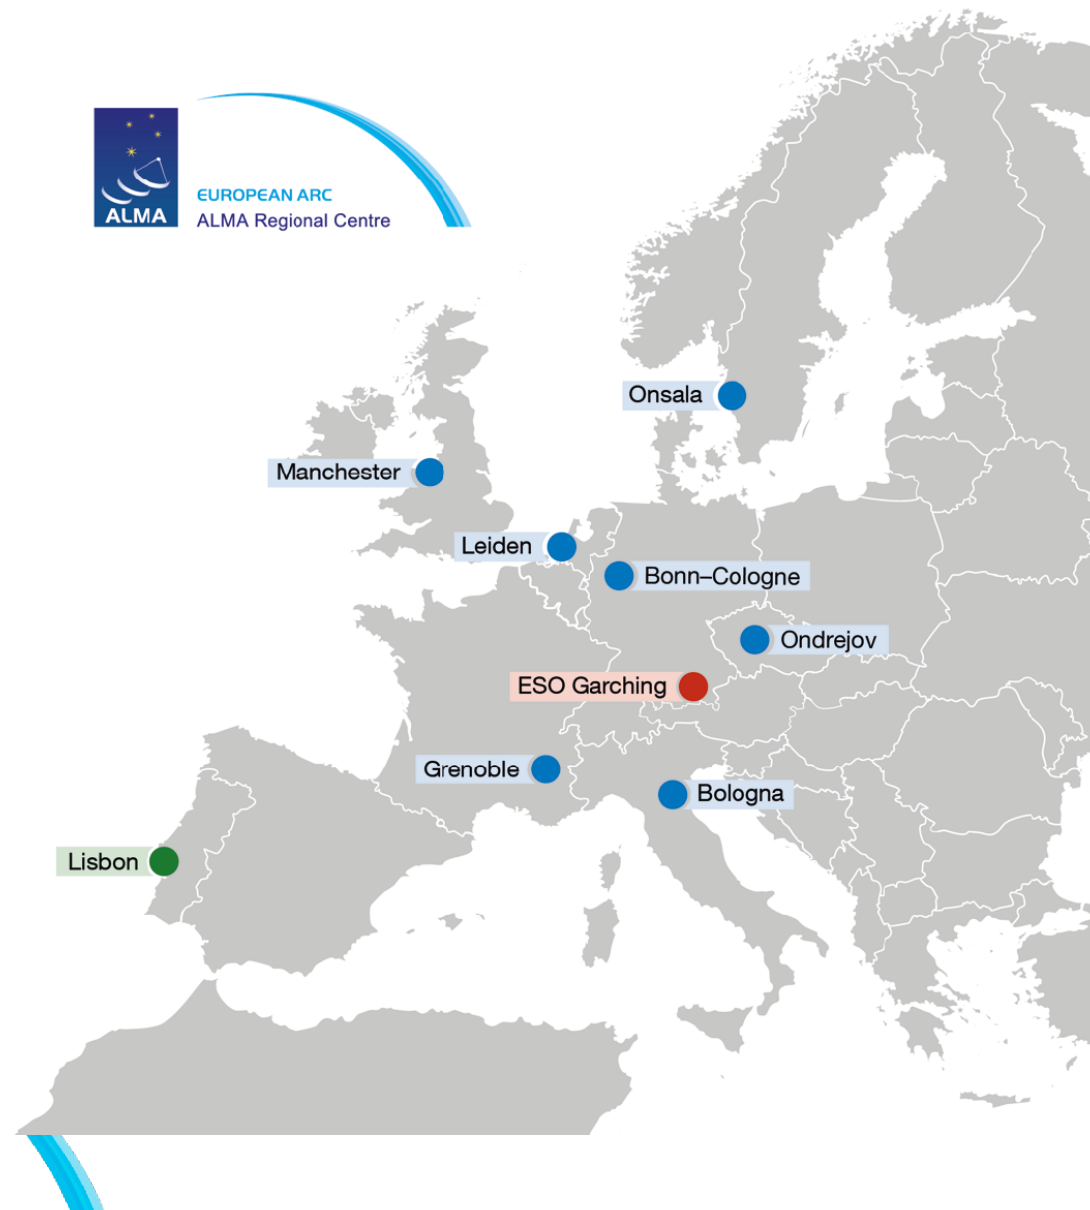 EUROPEAN ARC
ALMA
ALMA Regional Centre
Onsala
Manchester
Leiden
Bonn–Cologne
Ondrejov
ESO Garching
Grenoble
Bologna
Lisbon